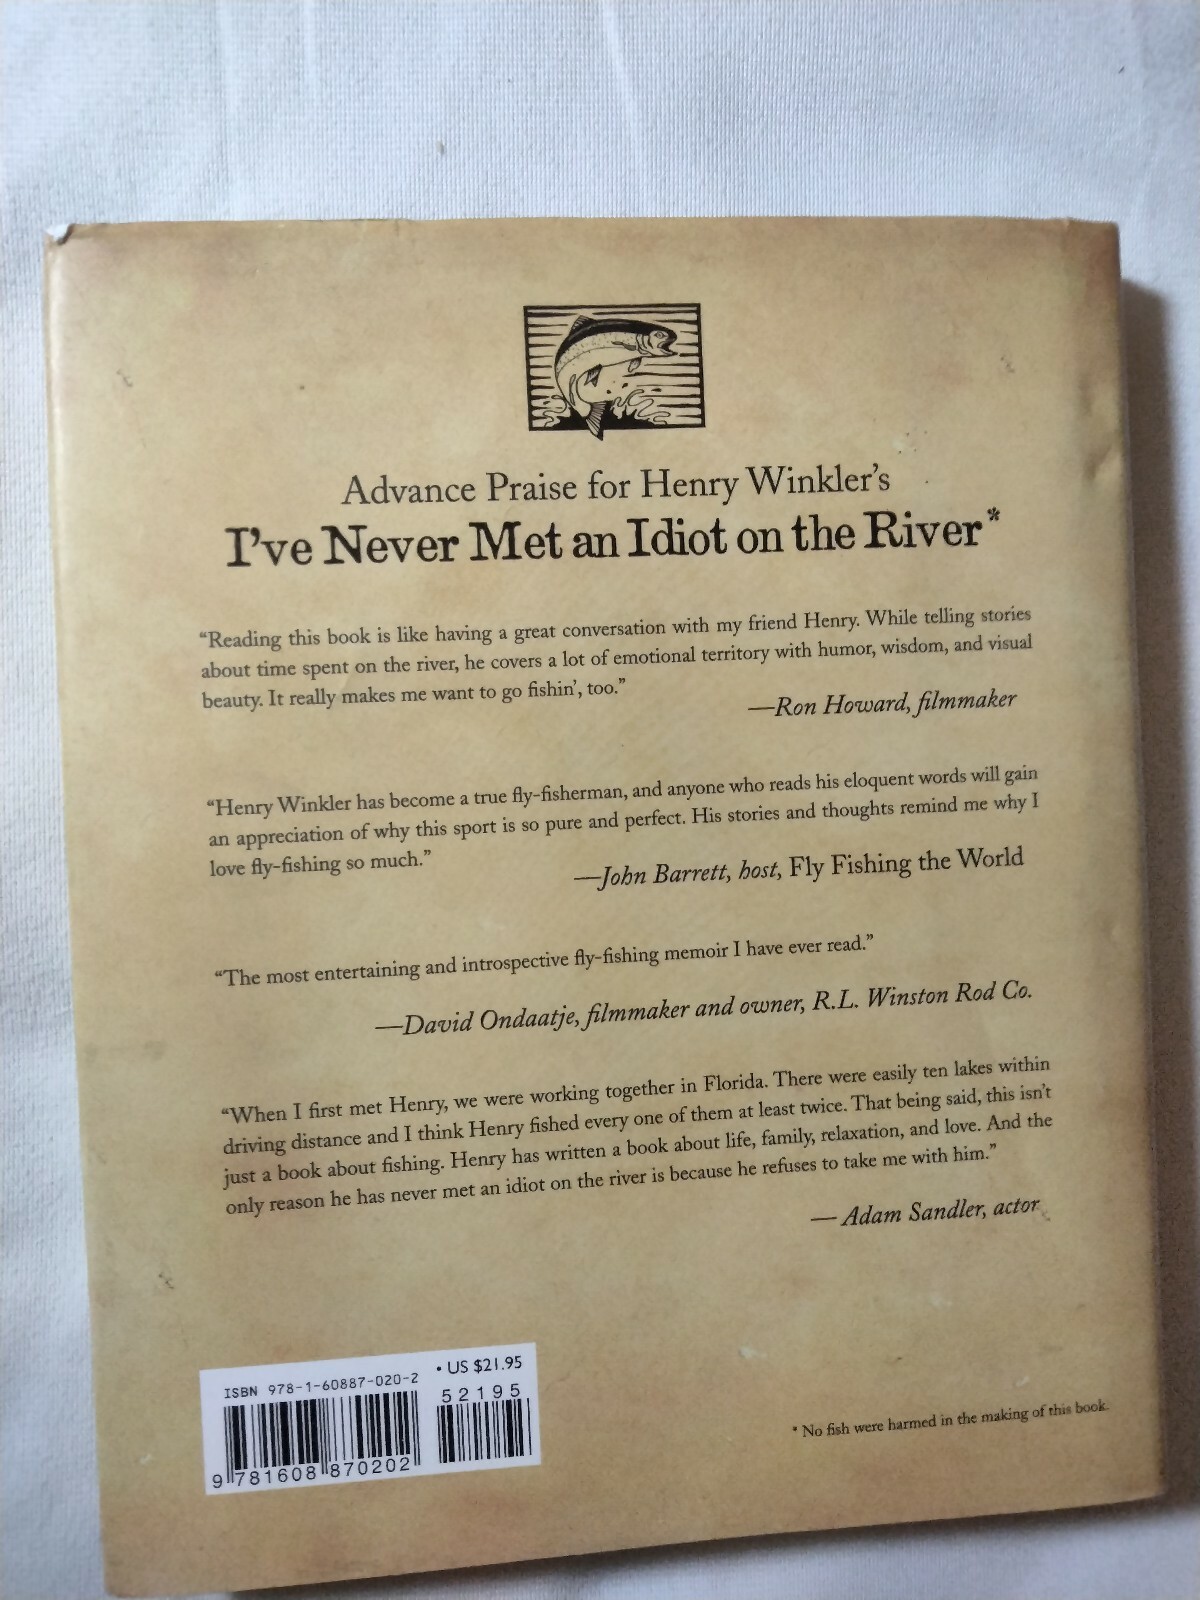 Advance Praise for Henry Winkler's
I've Never Met an Idiot on the River*
“Reading this book is like having a great conversation with my friend Henry. While telling stories
about time spent on the river, he covers a lot of emotional territory with humor, wisdom, and visual
beauty. It really makes me want to go fishin’, too.”
—Ron Howard, filmmaker
“Henry Winkler has become a true fly-fisherman, and anyone who reads his eloquent words will gain
an appreciation of why this sport is so pure and perfect. His stories and thoughts remind me why I
love fly-fishing so much.”
—John Barrett, host, Fly Fishing the World
“The most entertaining and introspective fly-fishing memoir I have ever read.”
—David Ondaatje, filmmaker and owner, R.L. Winston Rod Co.
“When I first met Henry, we were working together in Florida. There were easily ten lakes within
driving distance and I think Henry fished every one of them at least twice. That being said, this isn’t
just a book about fishing. Henry has written a book about life, family, relaxation, and love. And the
only reason he has never met an idiot on the river is because he refuses to take me with him.”
— Adam Sandler, actor
• US $21.95
ISBN 978-1-60887-020-2
52195
9 781608 870202
* No fish were harmed in the making of this book.